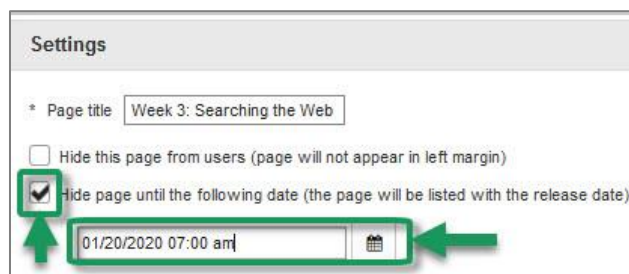 Settings
* Page title Week 3: Searching the Web
Hide this page from users (page will not appear in left margin)
Hide page until the following date (the page will be listed with the release date)
01/20/2020 07:00 am